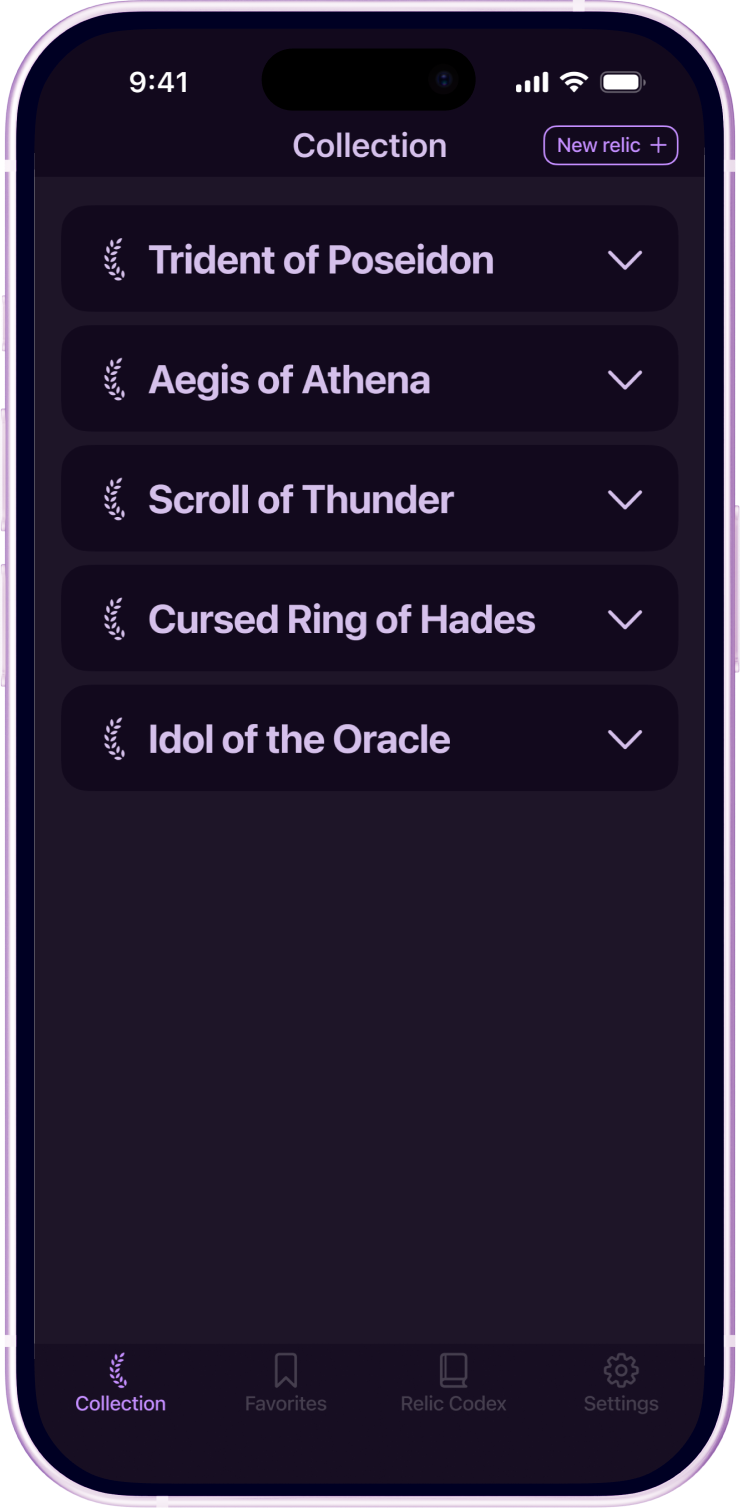 9:41
Collection
New relic +
Trident of Poseidon
Aegis of Athena
Scroll of Thunder
Cursed Ring of Hades
Idol of the Oracle
Collection
Favorites
Relic Codex
Settings